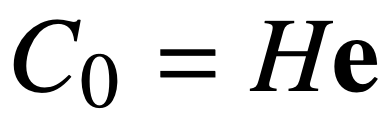 C₀ = H𝐞